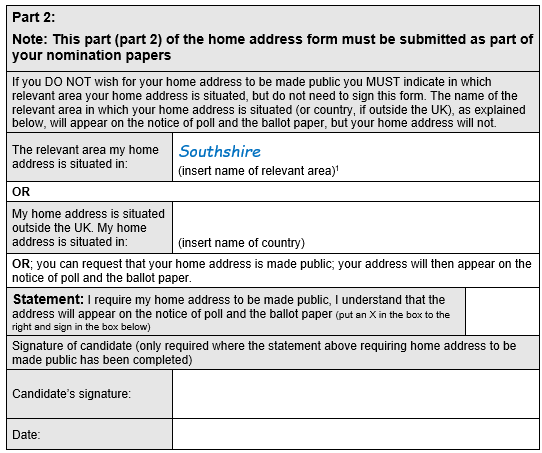 Part 2:
Note: This part (part 2) of the home address form must be submitted as part of
your nomination papers
If you DO NOT wish for your home address to be made public you MUST indicate in which
relevant area your home address is situated, but do not need to sign this form. The name of the
relevant area in which your home address is situated (or country, if outside the UK), as explained
below, will appear on the notice of poll and the ballot paper, but your home address will not.
The relevant area my home
address is situated in:
Southshire
(insert name of relevant area)¹
OR
My home address is situated
outside the UK. My home
address is situated in:
(insert name of country)
OR; you can request that your home address is made public; your address will then appear on the
notice of poll and the ballot paper.
Statement: I require my home address to be made public, I understand that the
address will appear on the notice of poll and the ballot paper (put an X in the box to the
right and sign in the box below)
Signature of candidate (only required where the statement above requiring home address to be
made public has been completed)
Candidate's signature:
Date: